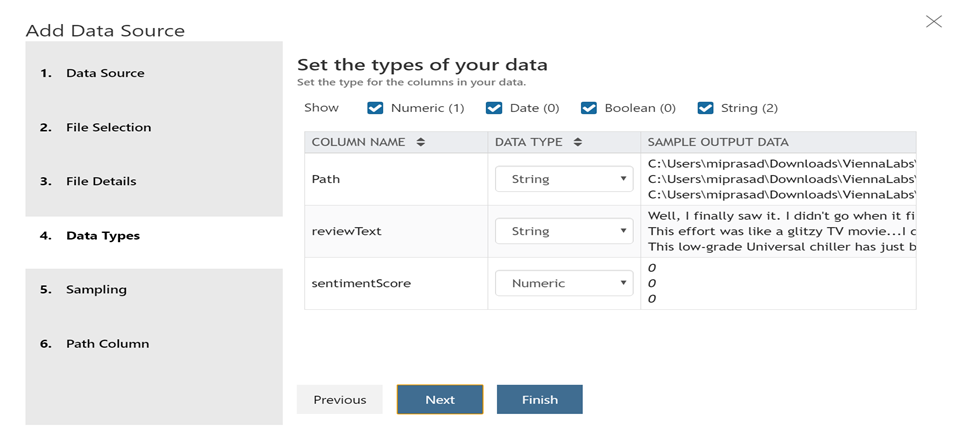 Add Data Source
1. Data Source
2. File Selection
3. File Details
4. Data Types
5. Sampling
6. Path Column
Set the types of your data
Set the type for the columns in your data.
Show Numeric (1) Date (0) Boolean (0) String (2)
COLUMN NAME DATA TYPE SAMPLE OUTPUT DATA
Path String
C:\Users\miprasad\Downloads\ViennaLabs\
C:\Users\miprasad\Downloads\ViennaLabs\
C:\Users\miprasad\Downloads\ViennaLabs\
reviewText String
Well, I finally saw it. I didn't go when it fi
This effort was like a glitzy TV movie...I c
This low-grade Universal chiller has just b
sentimentScore Numeric
0
0
0
Previous Next Finish